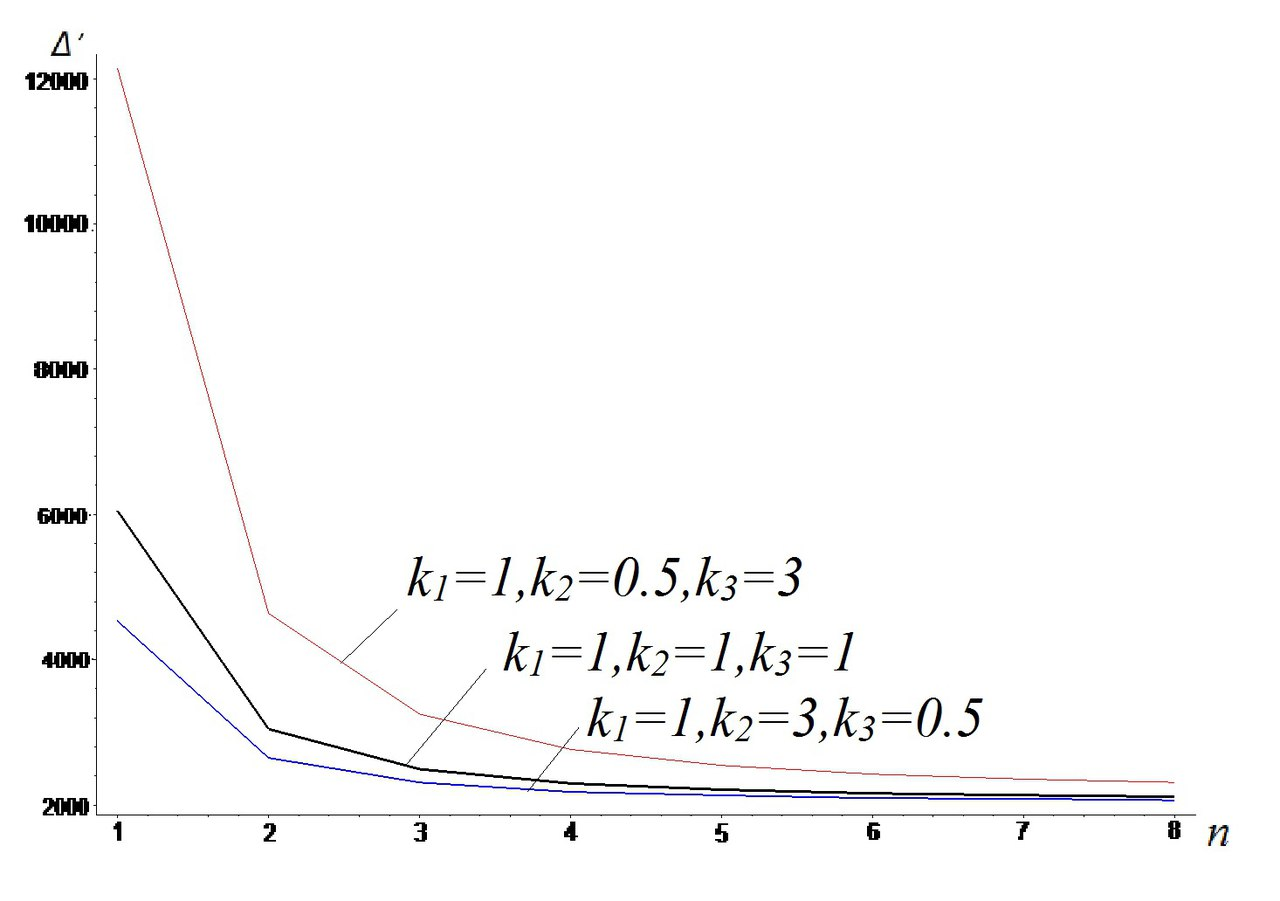 Δ′
12000
10000
8000
6000
k1=1,k2=0.5,k3=3
k1=1,k2=1,k3=1
4000
k1=1,k2=3,k3=0.5
2000
1 2 3 4 5 6 7 8 n